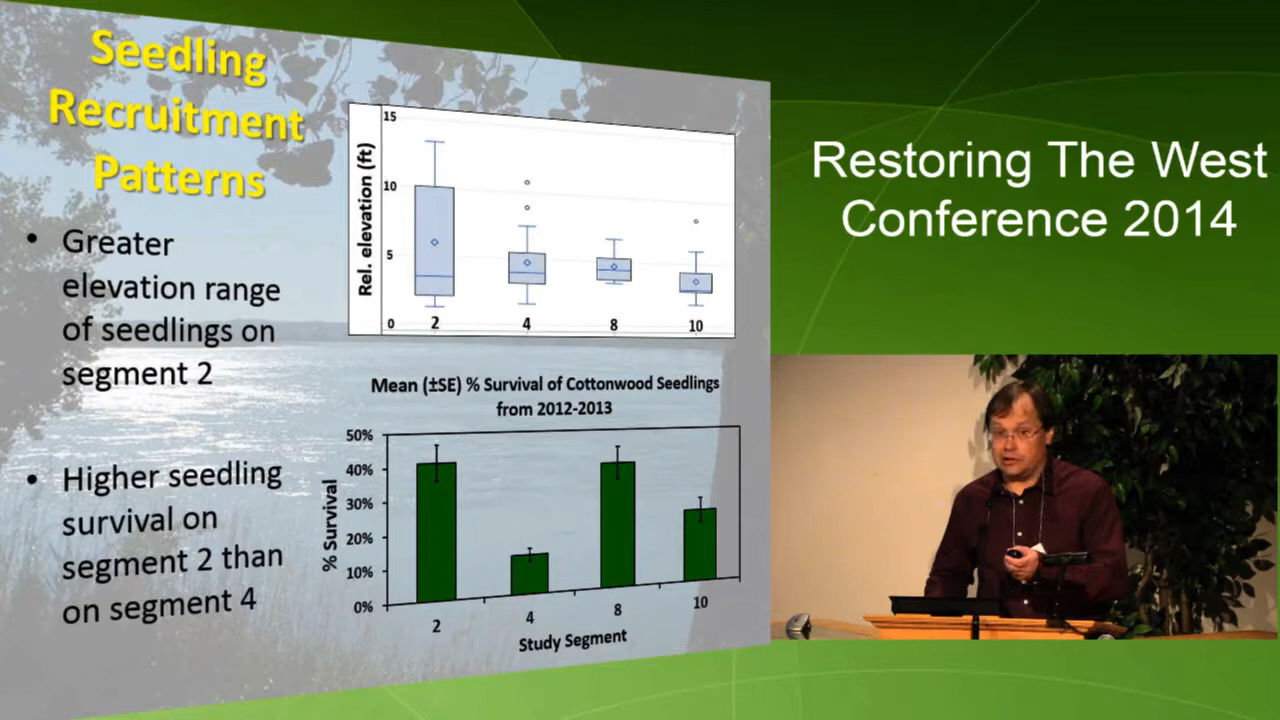 Seedling
Recruitment
Patterns
• Greater
elevation range
of seedlings on
segment 2
• Higher seedling
survival on
segment 2 than
on segment 4
Rel. elevation (ft)
15
10
5
0
2 4 8 10
Mean (±SE) % Survival of Cottonwood Seedlings
from 2012-2013
% Survival
50%
40%
30%
20%
10%
0%
2 4 8 10
Study Segment
Restoring The West
Conference 2014